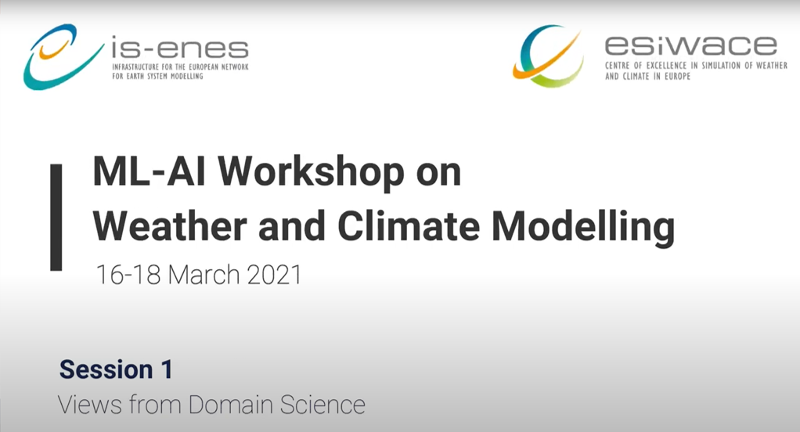 is-enes
INFRASTRUCTURE FOR THE EUROPEAN NETWORK
FOR EARTH SYSTEM MODELLING
esiwace
CENTRE OF EXCELLENCE IN SIMULATION OF WEATHER
AND CLIMATE IN EUROPE
ML-AI Workshop on
Weather and Climate Modelling
16-18 March 2021
Session 1
Views from Domain Science